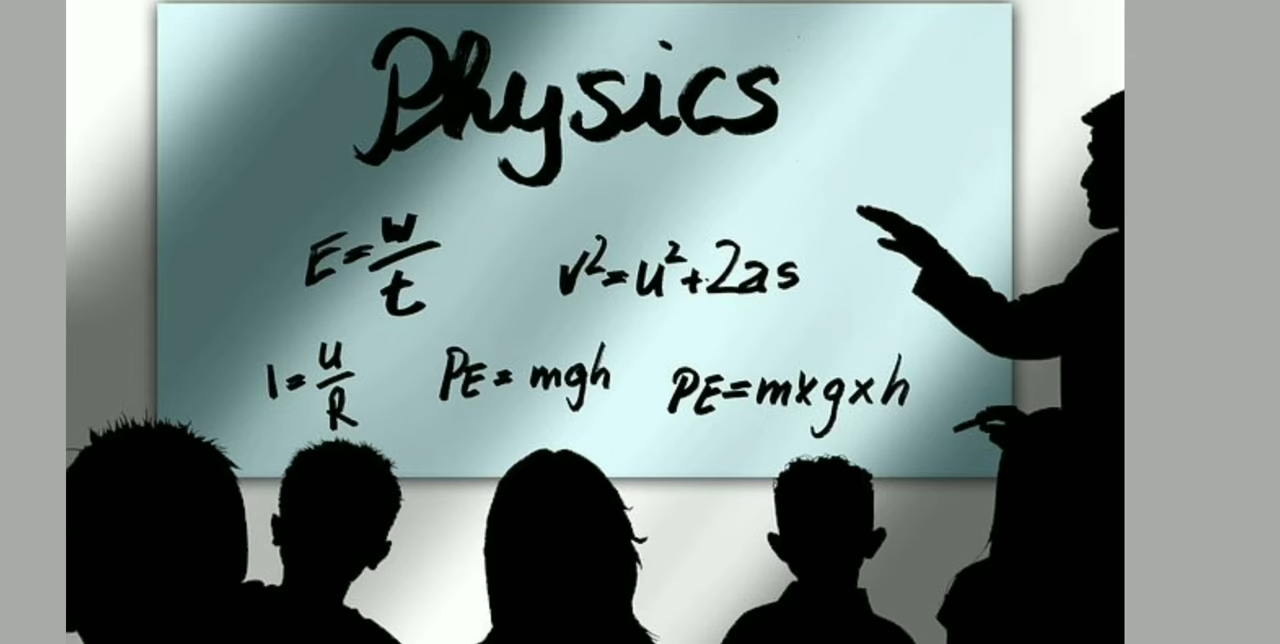 Physics
E=w/t v²=u²+2as
I=u/R PE=mgh PE=m×g×h